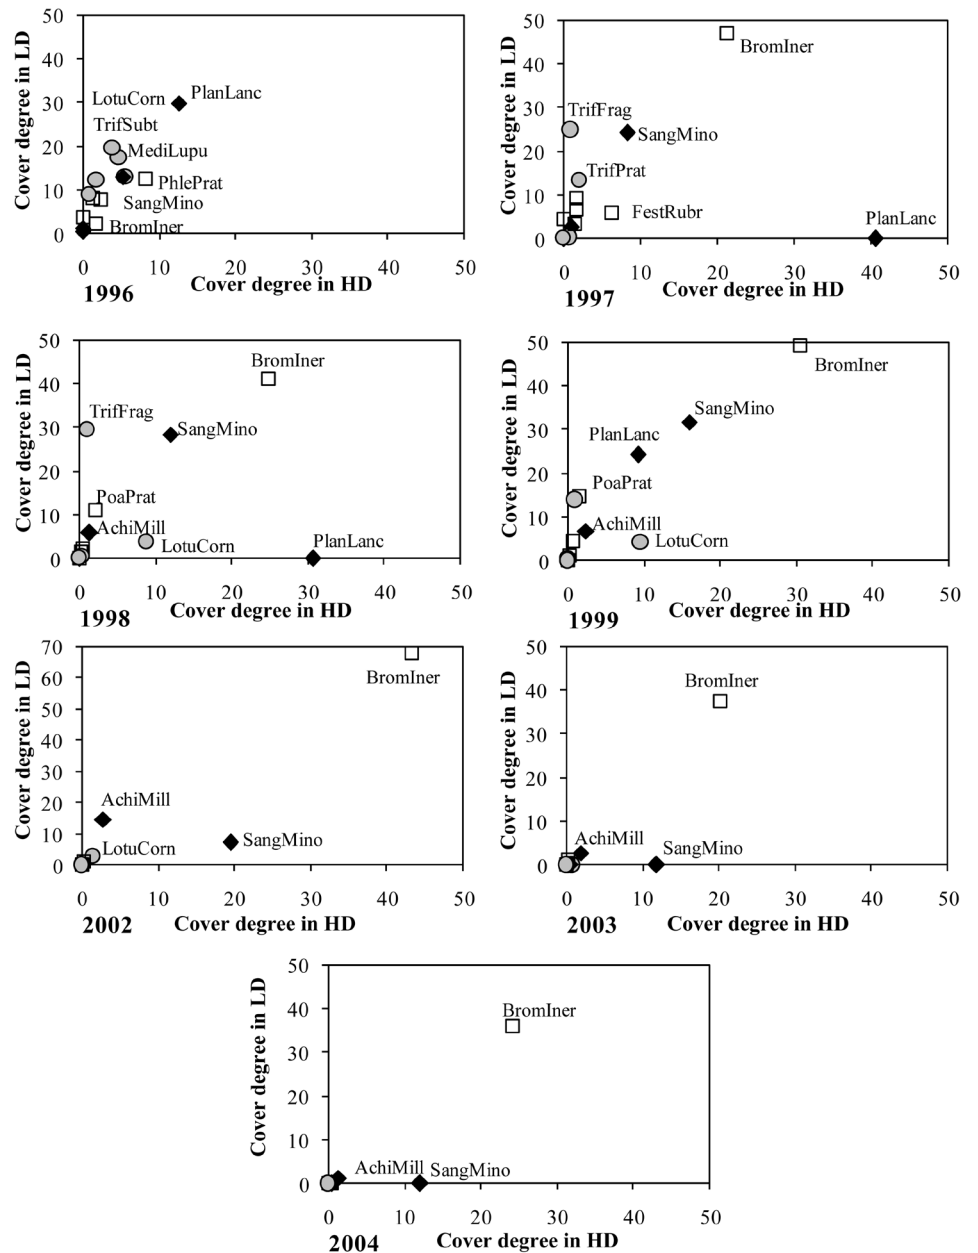 50
40
30
20
10
0
Cover degree in LD
LotuCorn
PlanLanc
TrifSubt
MediLupu
PhlePrat
SangMino
BromIner
0 10 20 30 40 50
Cover degree in HD
1996
50
40
30
20
10
0
Cover degree in LD
BromIner
TrifFrag
SangMino
TrifPrat
FestRubr
PlanLanc
0 10 20 30 40 50
Cover degree in HD
1997
50
40
30
20
10
0
Cover degree in LD
BromIner
TrifFrag
SangMino
PoaPrat
AchiMill
LotuCorn
PlanLanc
0 10 20 30 40 50
Cover degree in HD
1998
50
40
30
20
10
0
Cover degree in LD
BromIner
SangMino
PlanLanc
PoaPrat
AchiMill
LotuCorn
0 10 20 30 40 50
Cover degree in HD
1999
70
60
50
40
30
20
10
0
Cover degree in LD
BromIner
AchiMill
SangMino
LotuCorn
0 10 20 30 40 50
2002 Cover degree in HD
50
40
30
20
10
0
Cover degree in LD
BromIner
AchiMill
SangMino
0 10 20 30 40 50
2003 Cover degree in HD
50
40
30
20
10
0
Cover degree in LD
BromIner
AchiMill
SangMino
0 10 20 30 40 50
2004 Cover degree in HD